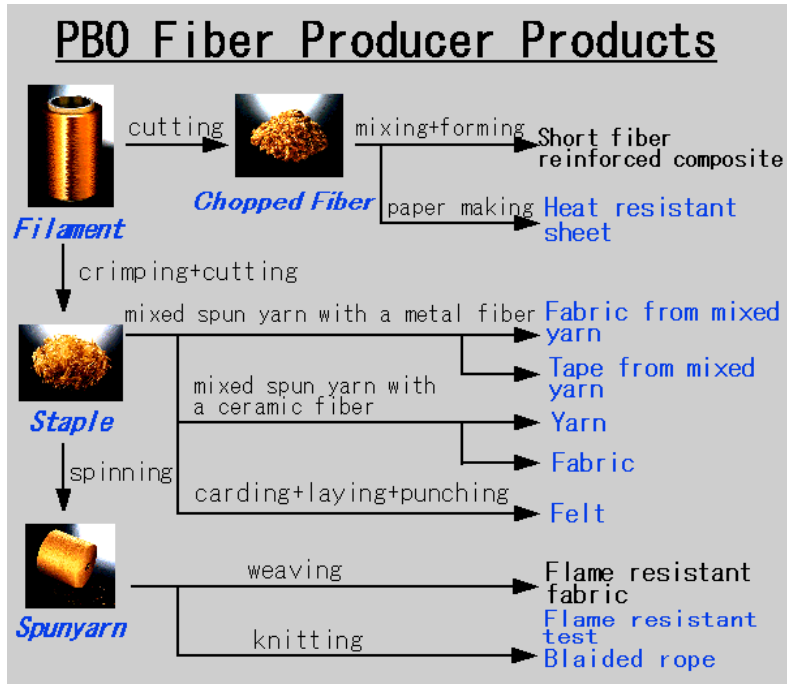 PBO Fiber Producer Products
cutting
mixing+forming
Short fiber
reinforced composite
Chopped Fiber
paper making
Heat resistant
sheet
Filament
crimping+cutting
mixed spun yarn with a metal fiber
Fabric from mixed
yarn
Tape from mixed
yarn
mixed spun yarn with
a ceramic fiber
Yarn
Staple
Fabric
spinning
carding+laying+punching
Felt
weaving
Flame resistant
fabric
Spunyarn
knitting
Flame resistant
test
Blaided rope